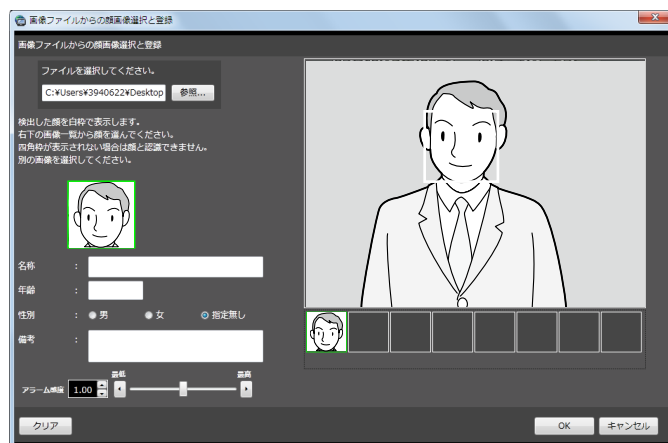 画像ファイルからの顔画像選択と登録
画像ファイルからの顔画像選択と登録
ファイルを選択してください。
C:¥Users¥3940622¥Desktop
参照...
検出した顔を白枠で表示します。
右下の画像一覧から顔を選んでください。
四角枠が表示されない場合は顔と認識できません。
別の画像を選択してください。
名称 :
年齢 :
性別 : 男 女 指定無し
備考 :
最低 最高
アラーム感度 1.00
クリア OK キャンセル